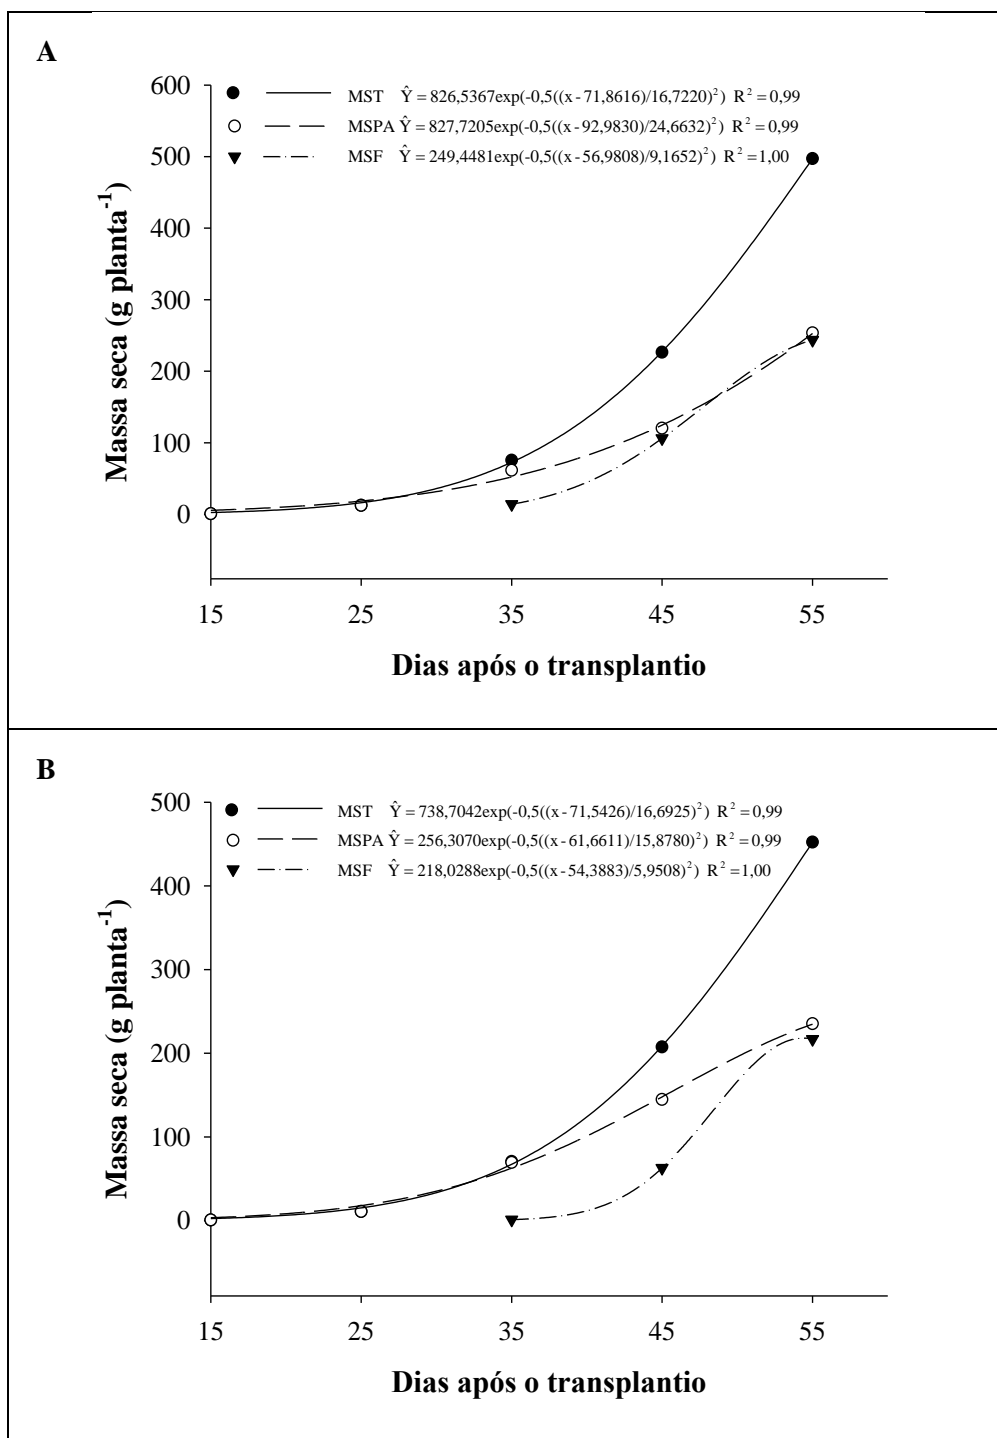 A
600
500
400
300
200
100
0
Massa seca (g planta⁻¹)
MST Ŷ = 826,5367exp(-0,5((x - 71,8616)/16,7220)²) R² = 0,99
MSPA Ŷ = 827,7205exp(-0,5((x - 92,9830)/24,6632)²) R² = 0,99
MSF Ŷ = 249,4481exp(-0,5((x - 56,9808)/9,1652)²) R² = 1,00
15 25 35 45 55
Dias após o transplantio
B
500
400
300
200
100
0
Massa seca (g planta⁻¹)
MST Ŷ = 738,7042exp(-0,5((x - 71,5426)/16,6925)²) R² = 0,99
MSPA Ŷ = 256,3070exp(-0,5((x - 61,6611)/15,8780)²) R² = 0,99
MSF Ŷ = 218,0288exp(-0,5((x - 54,3883)/5,9508)²) R² = 1,00
15 25 35 45 55
Dias após o transplantio